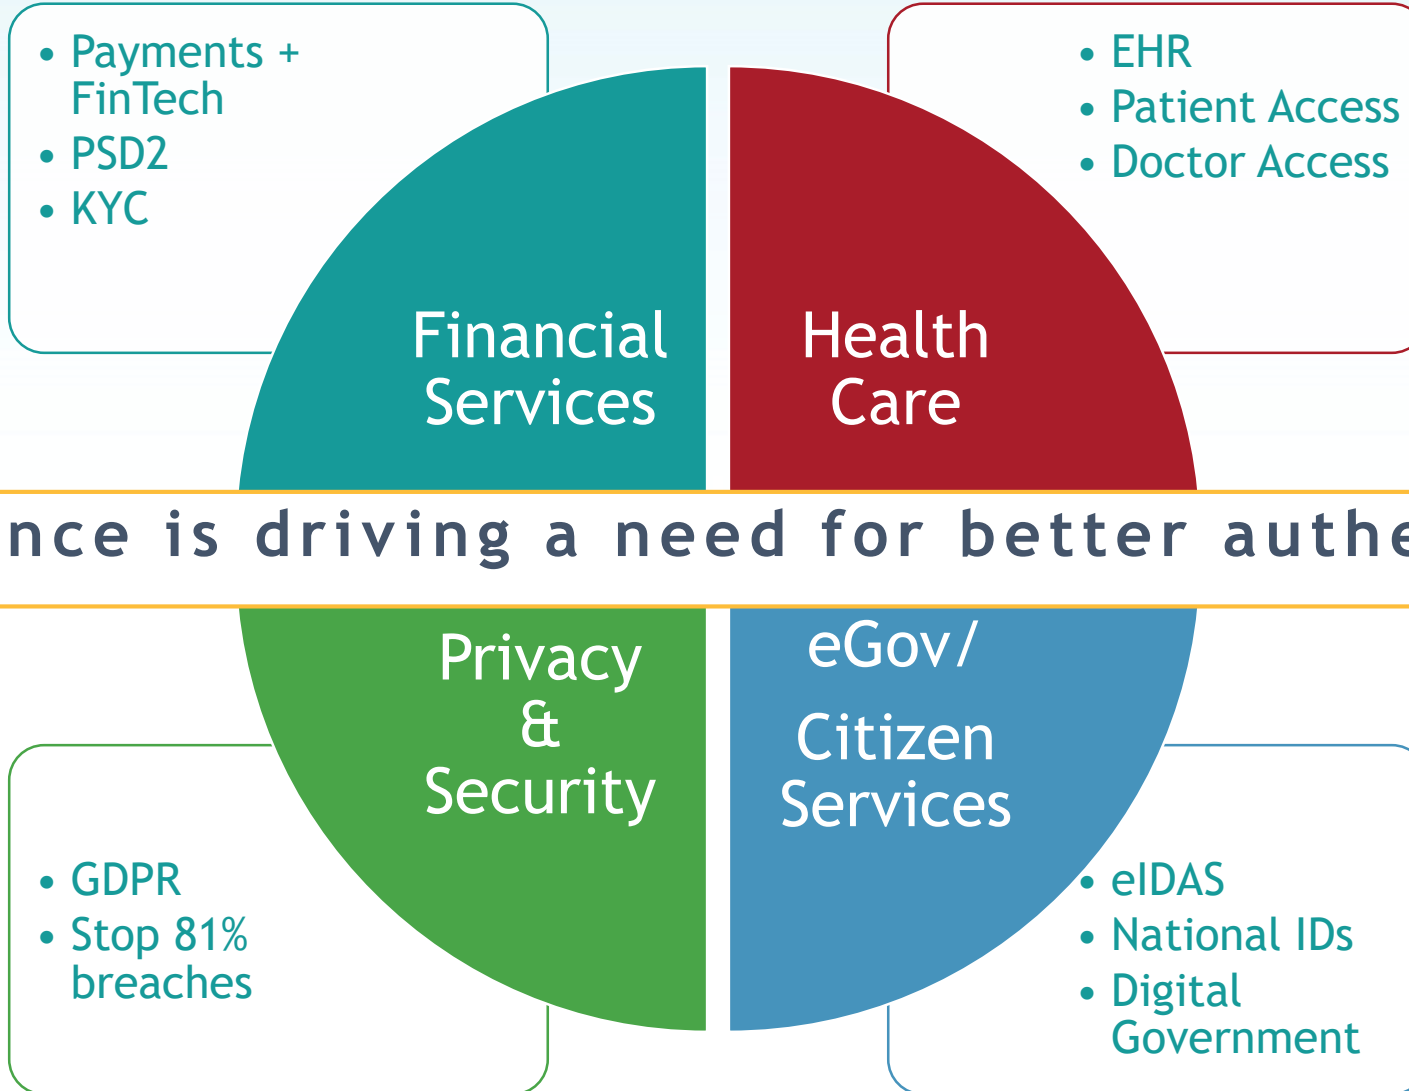 • Payments +
FinTech
• PSD2
• KYC
• EHR
• Patient Access
• Doctor Access
Financial
Services
Health
Care
nce is driving a need for better authe
Privacy
&
Security
eGov/
Citizen
Services
• GDPR
• Stop 81%
breaches
• eIDAS
• National IDs
• Digital
Government